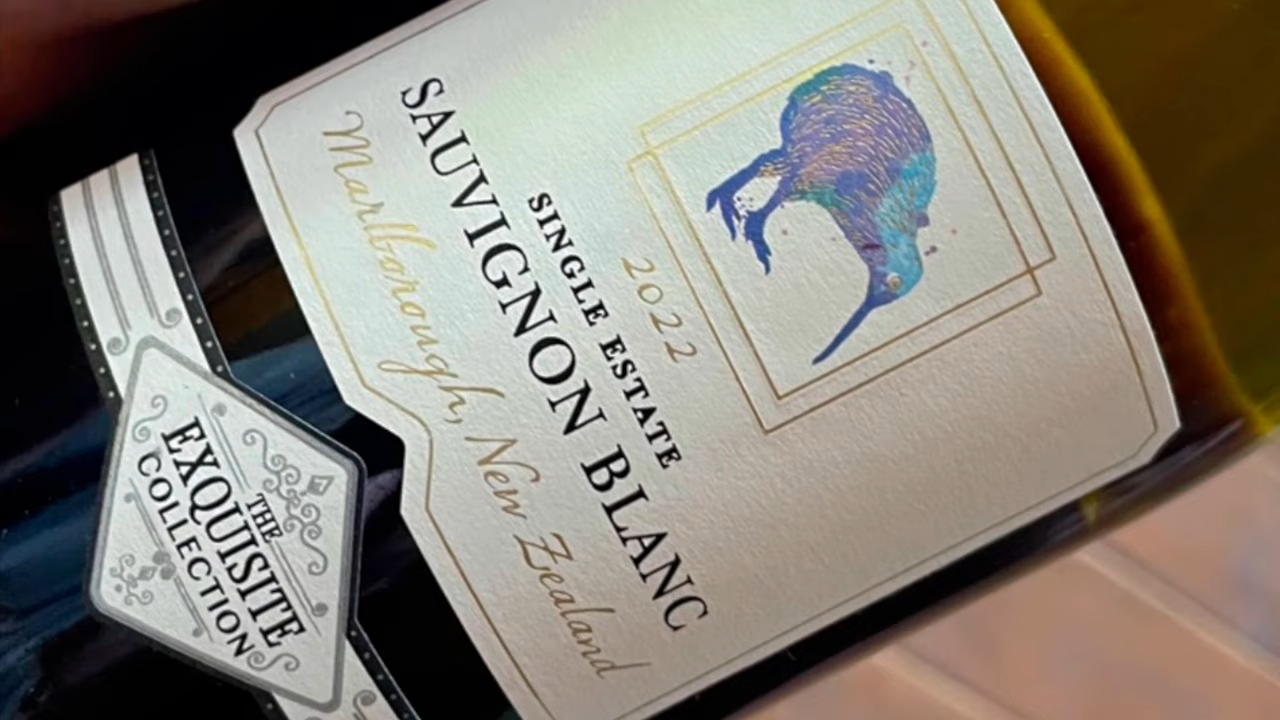 2022
SINGLE ESTATE
SAUVIGNON BLANC
Marlborough, New Zealand
THE
EXQUISITE
COLLECTION